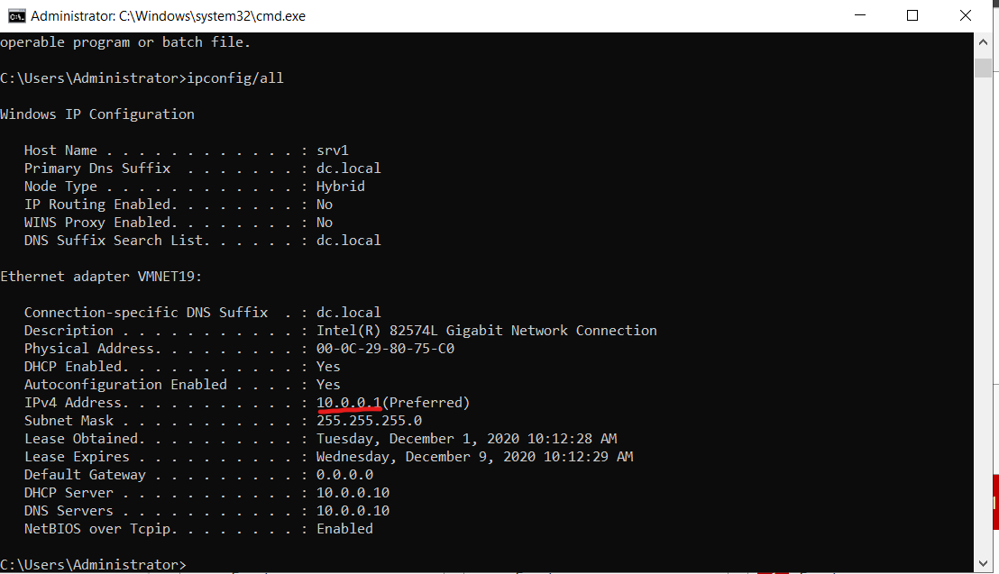 Administrator: C:\Windows\system32\cmd.exe
operable program or batch file.
C:\Users\Administrator>ipconfig/all
Windows IP Configuration
Host Name . . . . . . . . . . . . : srv1
Primary Dns Suffix  . . . . . . . : dc.local
Node Type . . . . . . . . . . . . : Hybrid
IP Routing Enabled. . . . . . . . : No
WINS Proxy Enabled. . . . . . . . : No
DNS Suffix Search List. . . . . . : dc.local
Ethernet adapter VMNET19:
Connection-specific DNS Suffix  . : dc.local
Description . . . . . . . . . . . : Intel(R) 82574L Gigabit Network Connection
Physical Address. . . . . . . . . : 00-0C-29-80-75-C0
DHCP Enabled. . . . . . . . . . . : Yes
Autoconfiguration Enabled . . . . : Yes
IPv4 Address. . . . . . . . . . . : 10.0.0.1(Preferred)
Subnet Mask . . . . . . . . . . . : 255.255.255.0
Lease Obtained. . . . . . . . . . : Tuesday, December 1, 2020 10:12:28 AM
Lease Expires . . . . . . . . . . : Wednesday, December 9, 2020 10:12:29 AM
Default Gateway . . . . . . . . . : 0.0.0.0
DHCP Server . . . . . . . . . . . : 10.0.0.10
DNS Servers . . . . . . . . . . . : 10.0.0.10
NetBIOS over Tcpip. . . . . . . . : Enabled
C:\Users\Administrator>